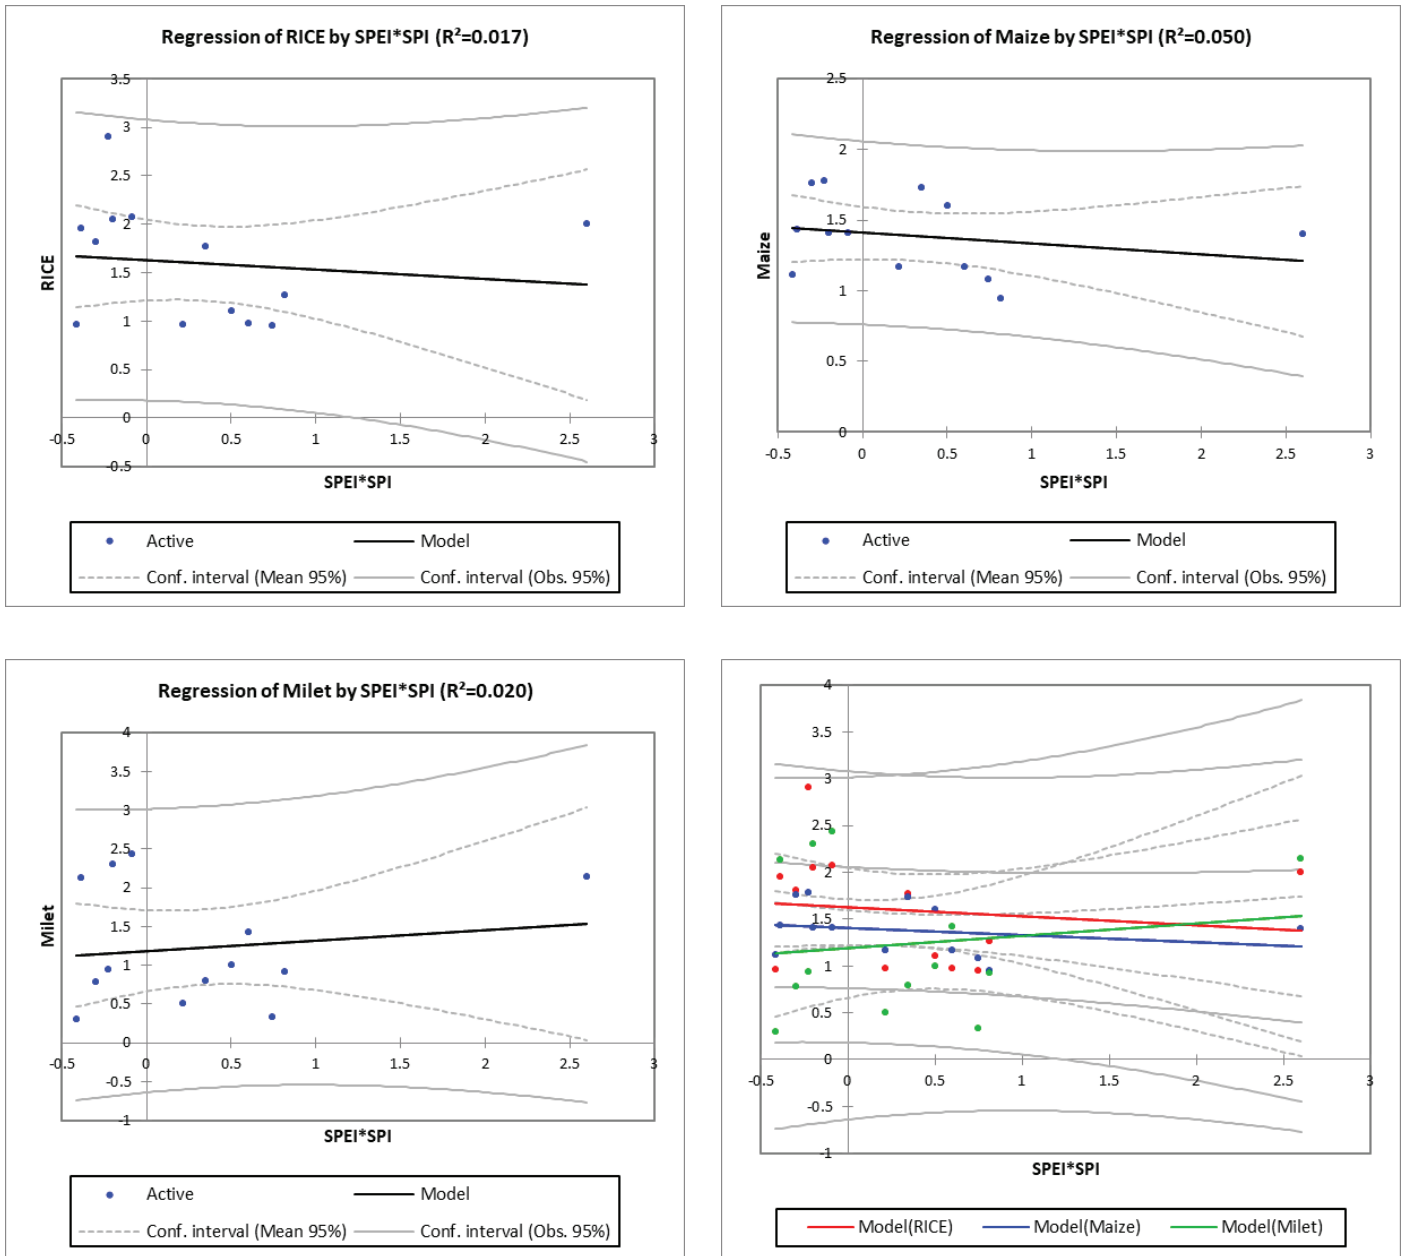 Regression of RICE by SPEI*SPI (R²=0.017)
3.5
3
2.5
2
1.5
1
0.5
0
-0.5
-0.5 0 0.5 1 1.5 2 2.5 3
RICE
SPEI*SPI
Active Model
Conf. interval (Mean 95%) Conf. interval (Obs. 95%)
Regression of Maize by SPEI*SPI (R²=0.050)
2.5
2
1.5
1
0.5
0
-0.5 0 0.5 1 1.5 2 2.5 3
Maize
SPEI*SPI
Active Model
Conf. interval (Mean 95%) Conf. interval (Obs. 95%)
Regression of Milet by SPEI*SPI (R²=0.020)
4
3.5
3
2.5
2
1.5
1
0.5
0
-0.5
-1
-0.5 0 0.5 1 1.5 2 2.5 3
Milet
SPEI*SPI
Active Model
Conf. interval (Mean 95%) Conf. interval (Obs. 95%)
4
3.5
3
2.5
2
1.5
1
0.5
0
-0.5
-1
-0.5 0 0.5 1 1.5 2 2.5 3
SPEI*SPI
Model(RICE) Model(Maize) Model(Milet)